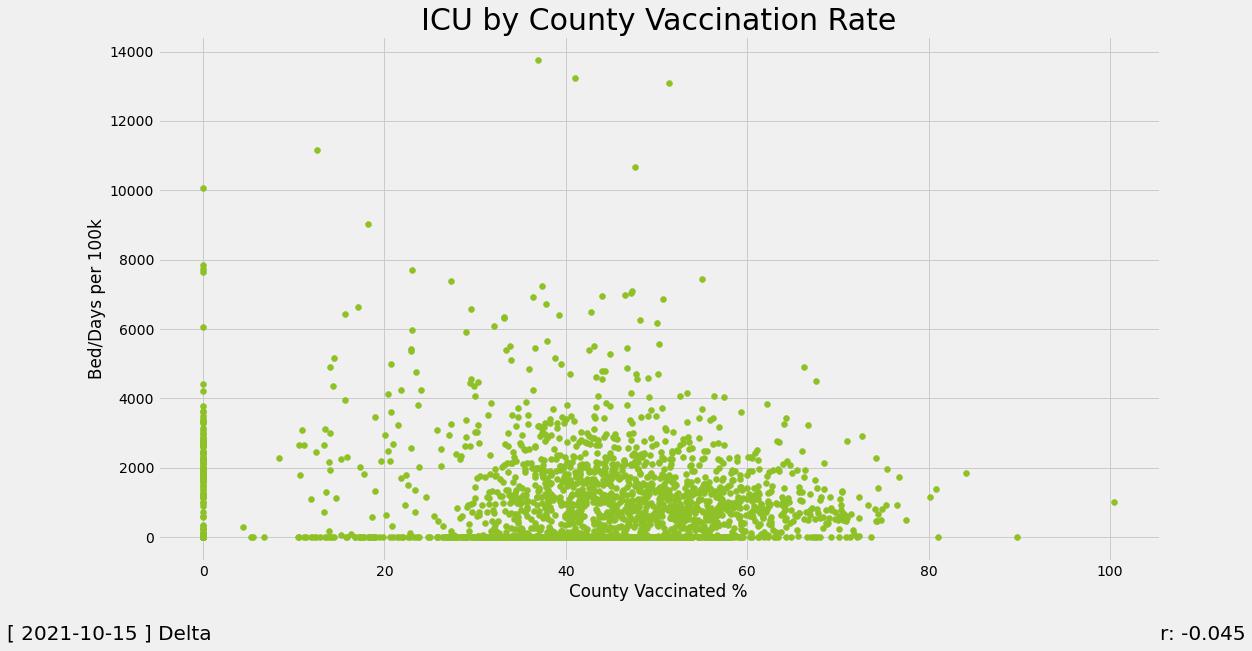 ICU by County Vaccination Rate
14000
12000
10000
8000
6000
4000
2000
0
Bed/Days per 100k
0 20 40 60 80 100
County Vaccinated %
[ 2021-10-15 ] Delta
r: -0.045